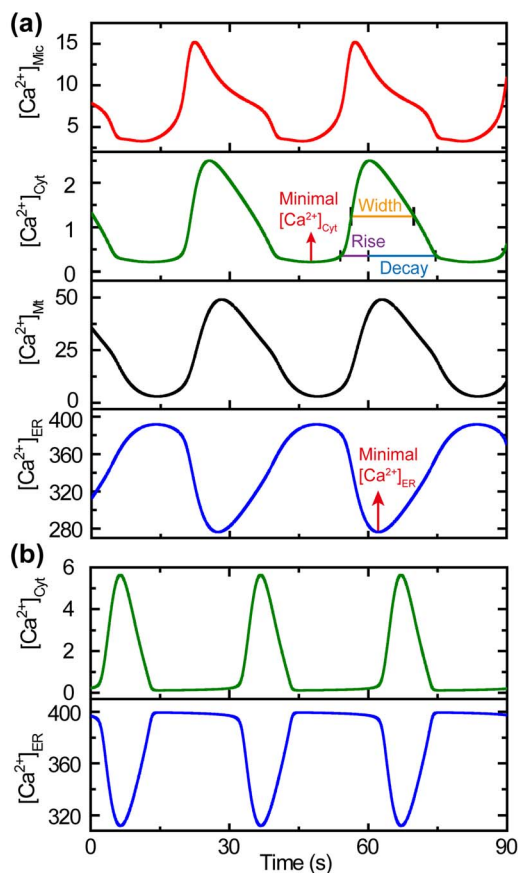 (a)
[Ca²⁺]Mic
15
10
5
[Ca²⁺]Cyt
2
1
0
Minimal
[Ca²⁺]Cyt
Width
Rise
Decay
[Ca²⁺]Mt
50
25
0
[Ca²⁺]ER
400
360
320
280
Minimal
[Ca²⁺]ER
(b)
[Ca²⁺]Cyt
6
4
2
0
[Ca²⁺]ER
400
360
320
0 30 60 90
Time (s)